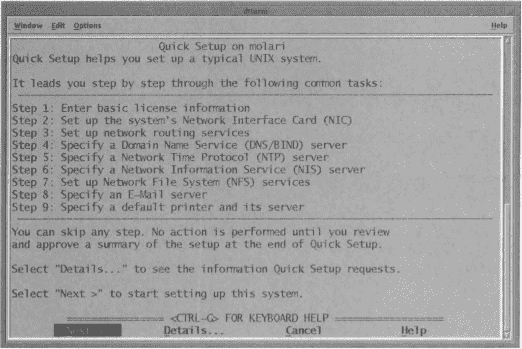 dtterm
Window Edit Options Help
Quick Setup on molari
Quick Setup helps you set up a typical UNIX system.
It leads you step by step through the following common tasks:
Step 1: Enter basic license information
Step 2: Set up the system's Network Interface Card (NIC)
Step 3: Set up network routing services
Step 4: Specify a Domain Name Service (DNS/BIND) server
Step 5: Specify a Network Time Protocol (NTP) server
Step 6: Specify a Network Information Service (NIS) server
Step 7: Set up Network File System (NFS) services
Step 8: Specify an E-Mail server
Step 9: Specify a default printer and its server
You can skip any step. No action is performed until you review
and approve a summary of the setup at the end of Quick Setup.
Select "Details..." to see the information Quick Setup requests.
Select "Next >" to start setting up this system.
<CTRL-G> FOR KEYBOARD HELP
Details... Cancel Help